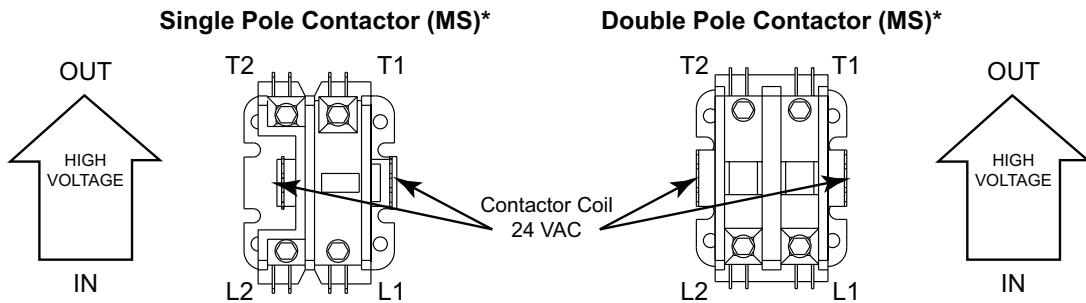 Single Pole Contactor (MS)*
Double Pole Contactor (MS)*
T2
T1
T2
T1
OUT
OUT
HIGH
VOLTAGE
HIGH
VOLTAGE
Contactor Coil
24 VAC
IN
IN
L2
L1
L2
L1